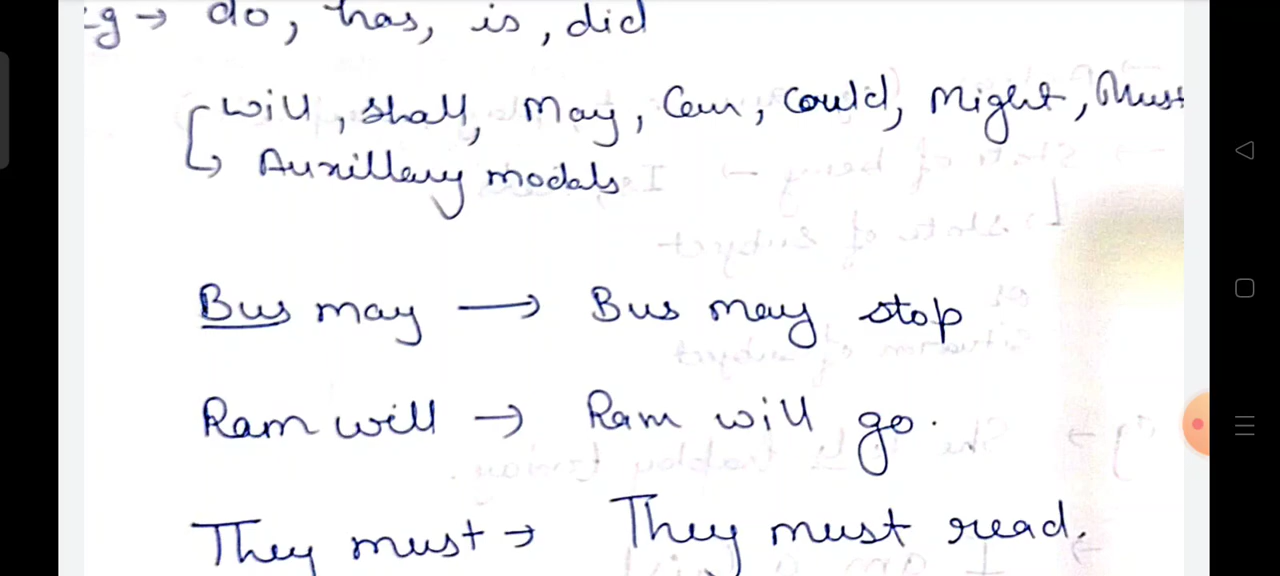 -g → do, has, is, did
will, shall, May, Can, Could, Might, Must
↳ Auxillary modals
Bus may → Bus may stop
Ram will → Ram will go.
They must → They must read.